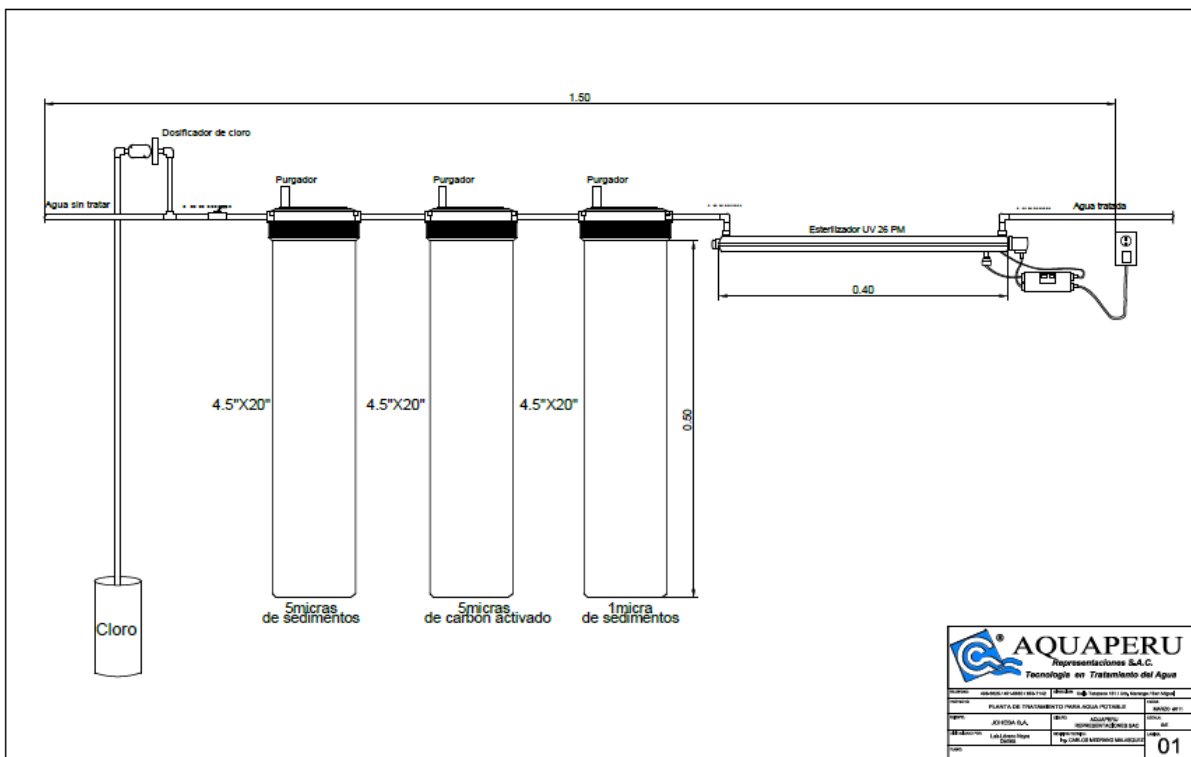 1.50
Dosificador de cloro
Purgador
Purgador
Purgador
Agua sin tratar
Agua tratada
Esterilizador UV 26 PM
0.40
4.5"X20"
4.5"X20"
4.5"X20"
0.50
5micras
de sedimentos
5micras
de carbón activado
1micra
de sedimentos
Cloro
AQUAPERU
®
Representaciones S.A.C.
Tecnologia en Tratamiento del Agua
PLANTA DE TRATAMIENTO PARA AGUA POTABLE
AQUAPERU
REPRESENTACIONES SAC
01